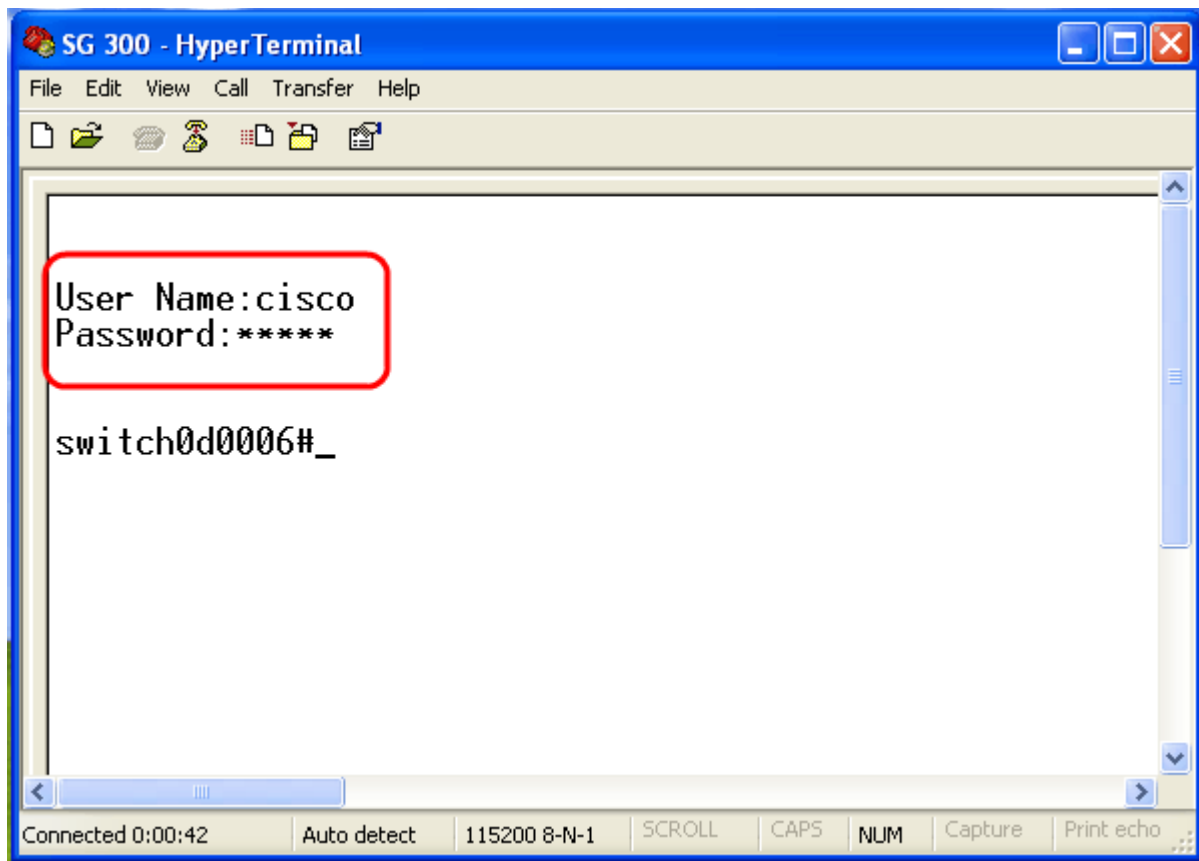 SG 300 - HyperTerminal
File Edit View Call Transfer Help
User Name:cisco
Password:*****
switch0d0006#_
Connected 0:00:42 Auto detect 115200 8-N-1 SCROLL CAPS NUM Capture Print echo